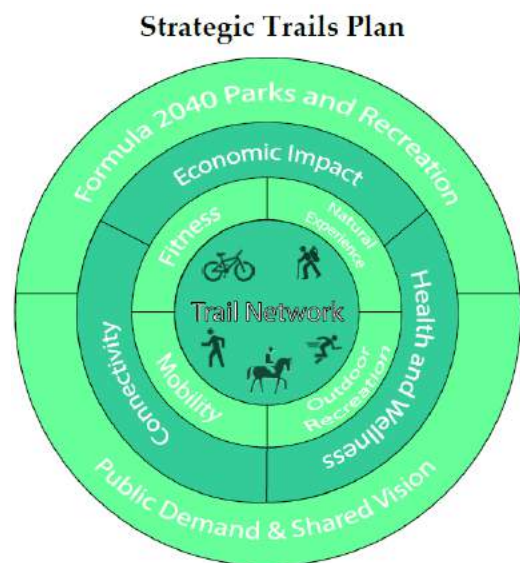 Strategic Trails Plan
Formula 2040 Parks and Recreation
Economic Impact
Fitness
Natural
Experience
Trail Network
Connectivity
Mobility
Outdoor
Recreation
Health and Wellness
Public Demand & Shared Vision